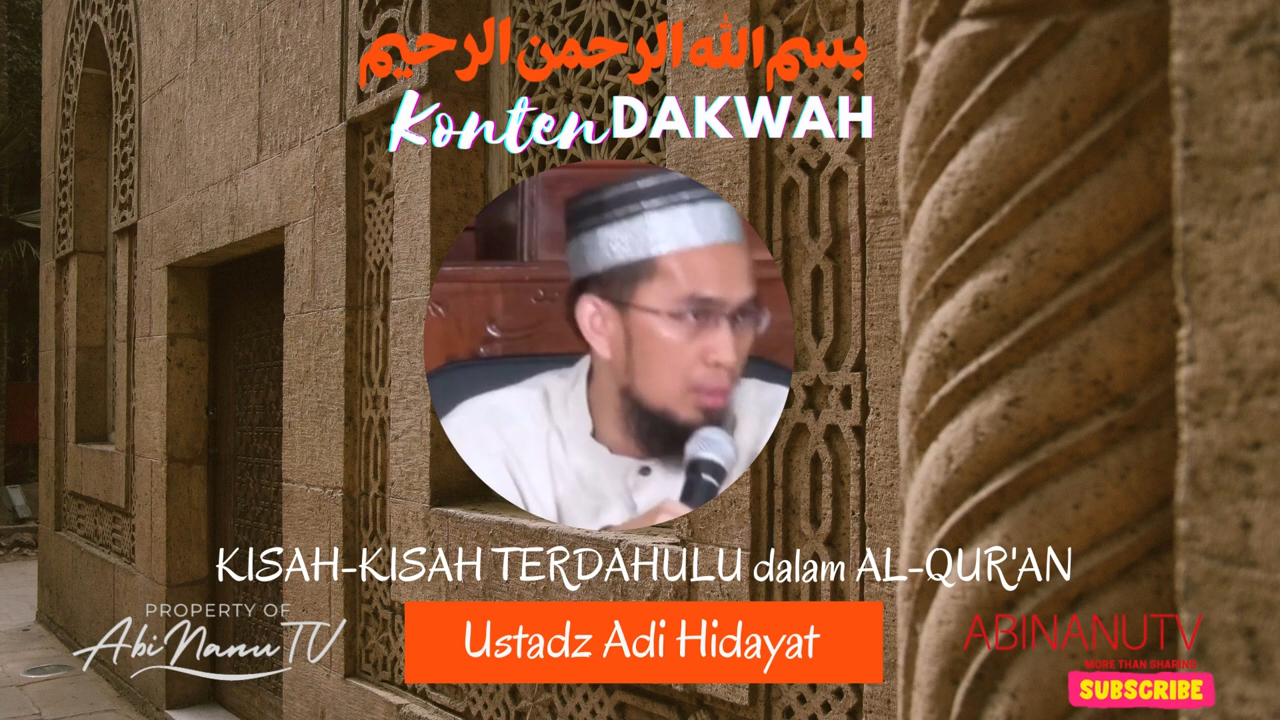 بسم الله الرحمن الرحيم
Konten DAKWAH
KISAH-KISAH TERDAHULU dalam AL-QUR'AN
Ustadz Adi Hidayat
PROPERTY OF
AbiNanuTV
ABINANUTV
MORE THAN SHARING
SUBSCRIBE